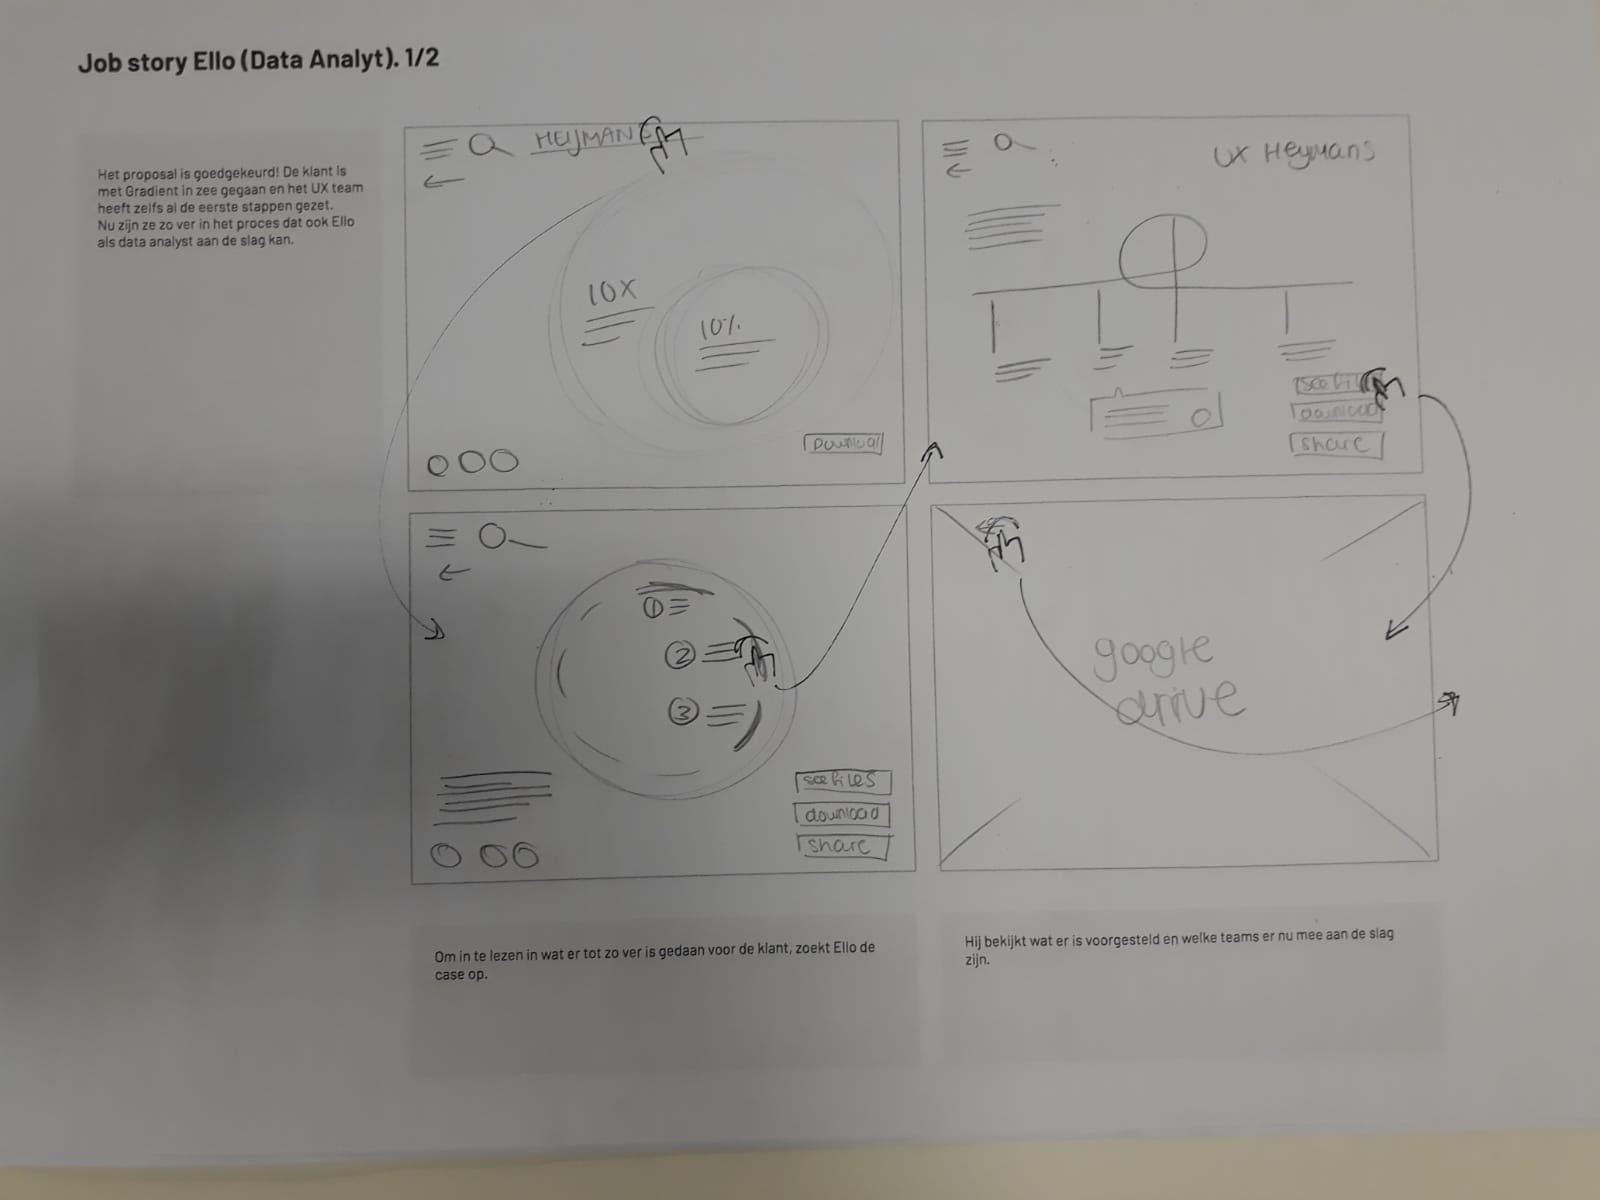 Job story Ello (Data Analyt). 1/2
Het proposal is goedgekeurd! De klant is
met Gradient in zee gegaan en het UX team
heeft zelfs al de eerste stappen gezet.
Nu zijn ze zo ver in het proces dat ook Ello
als data analyst aan de slag kan.
HEIJMAN
10X
10%
Download
UX Heymans
see fil
download
share
1
2
3
see files
download
share
google
drive
Om in te lezen in wat er tot zo ver is gedaan voor de klant, zoekt Ello de
case op.
Hij bekijkt wat er is voorgesteld en welke teams er nu mee aan de slag
zijn.